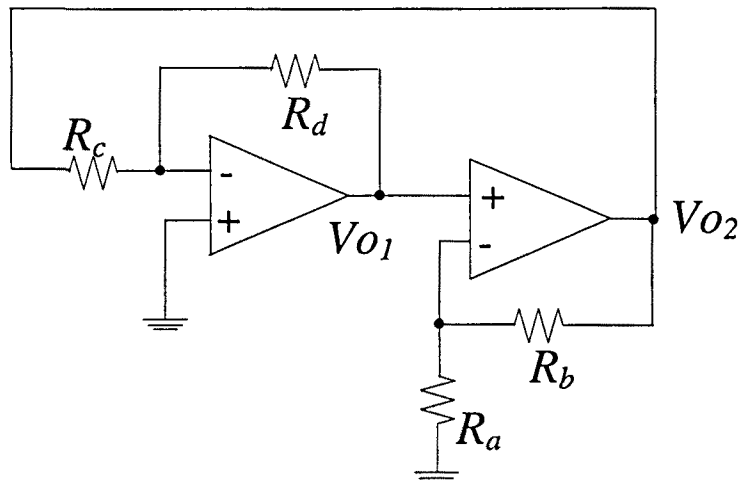 R_d
R_c
-
+
Vo_1
+
-
Vo_2
R_b
R_a